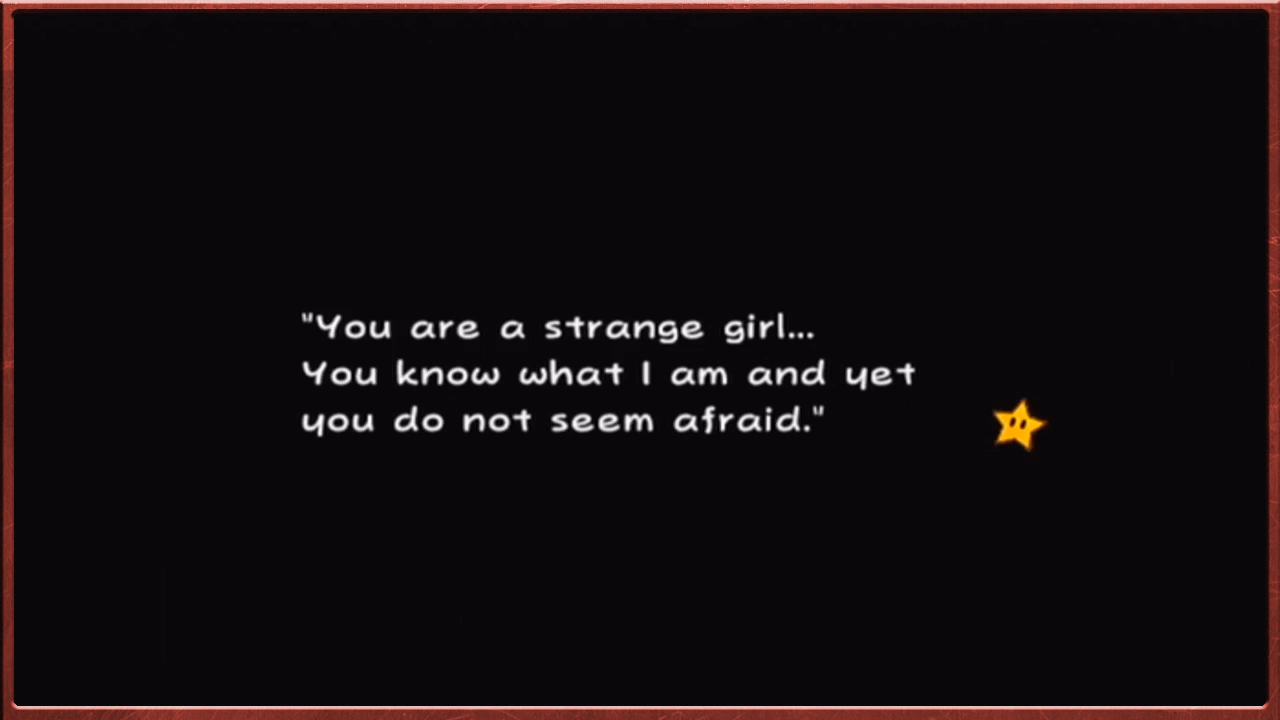 "You are a strange girl...
You know what I am and yet
you do not seem afraid."